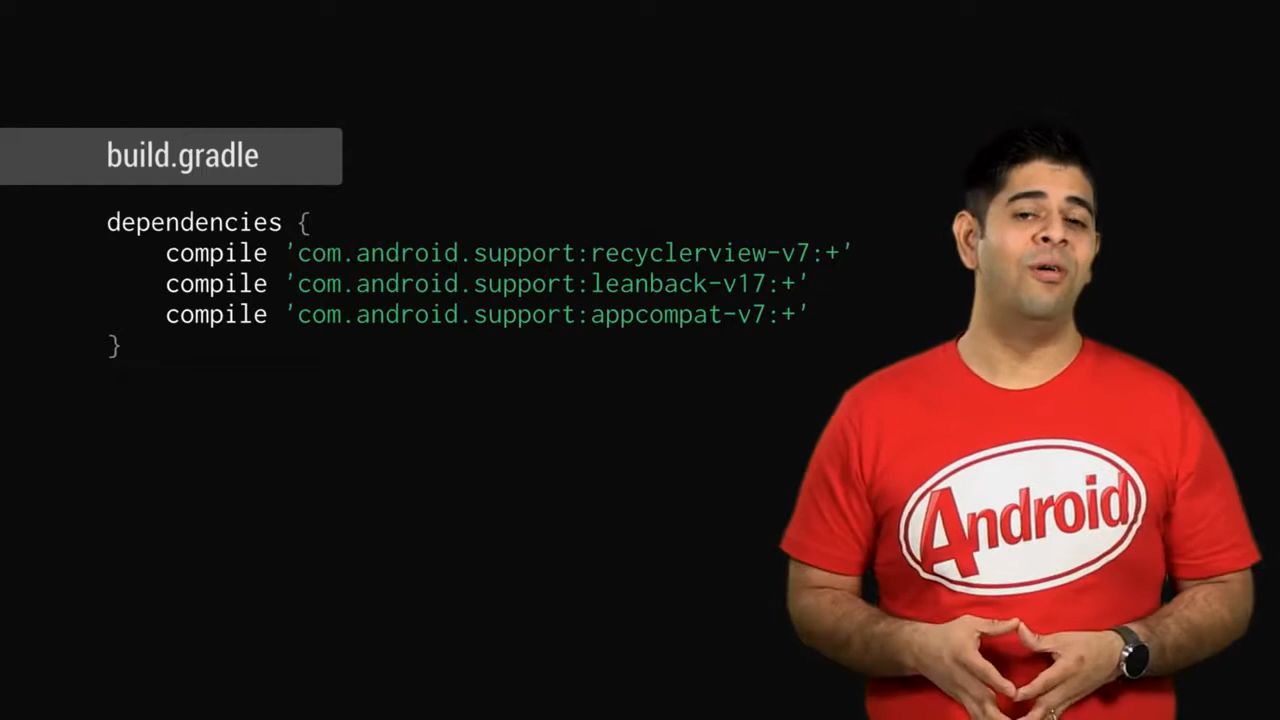 build.gradle
dependencies {
compile 'com.android.support:recyclerview-v7:+'
compile 'com.android.support:leanback-v17:+'
compile 'com.android.support:appcompat-v7:+'
}
Android